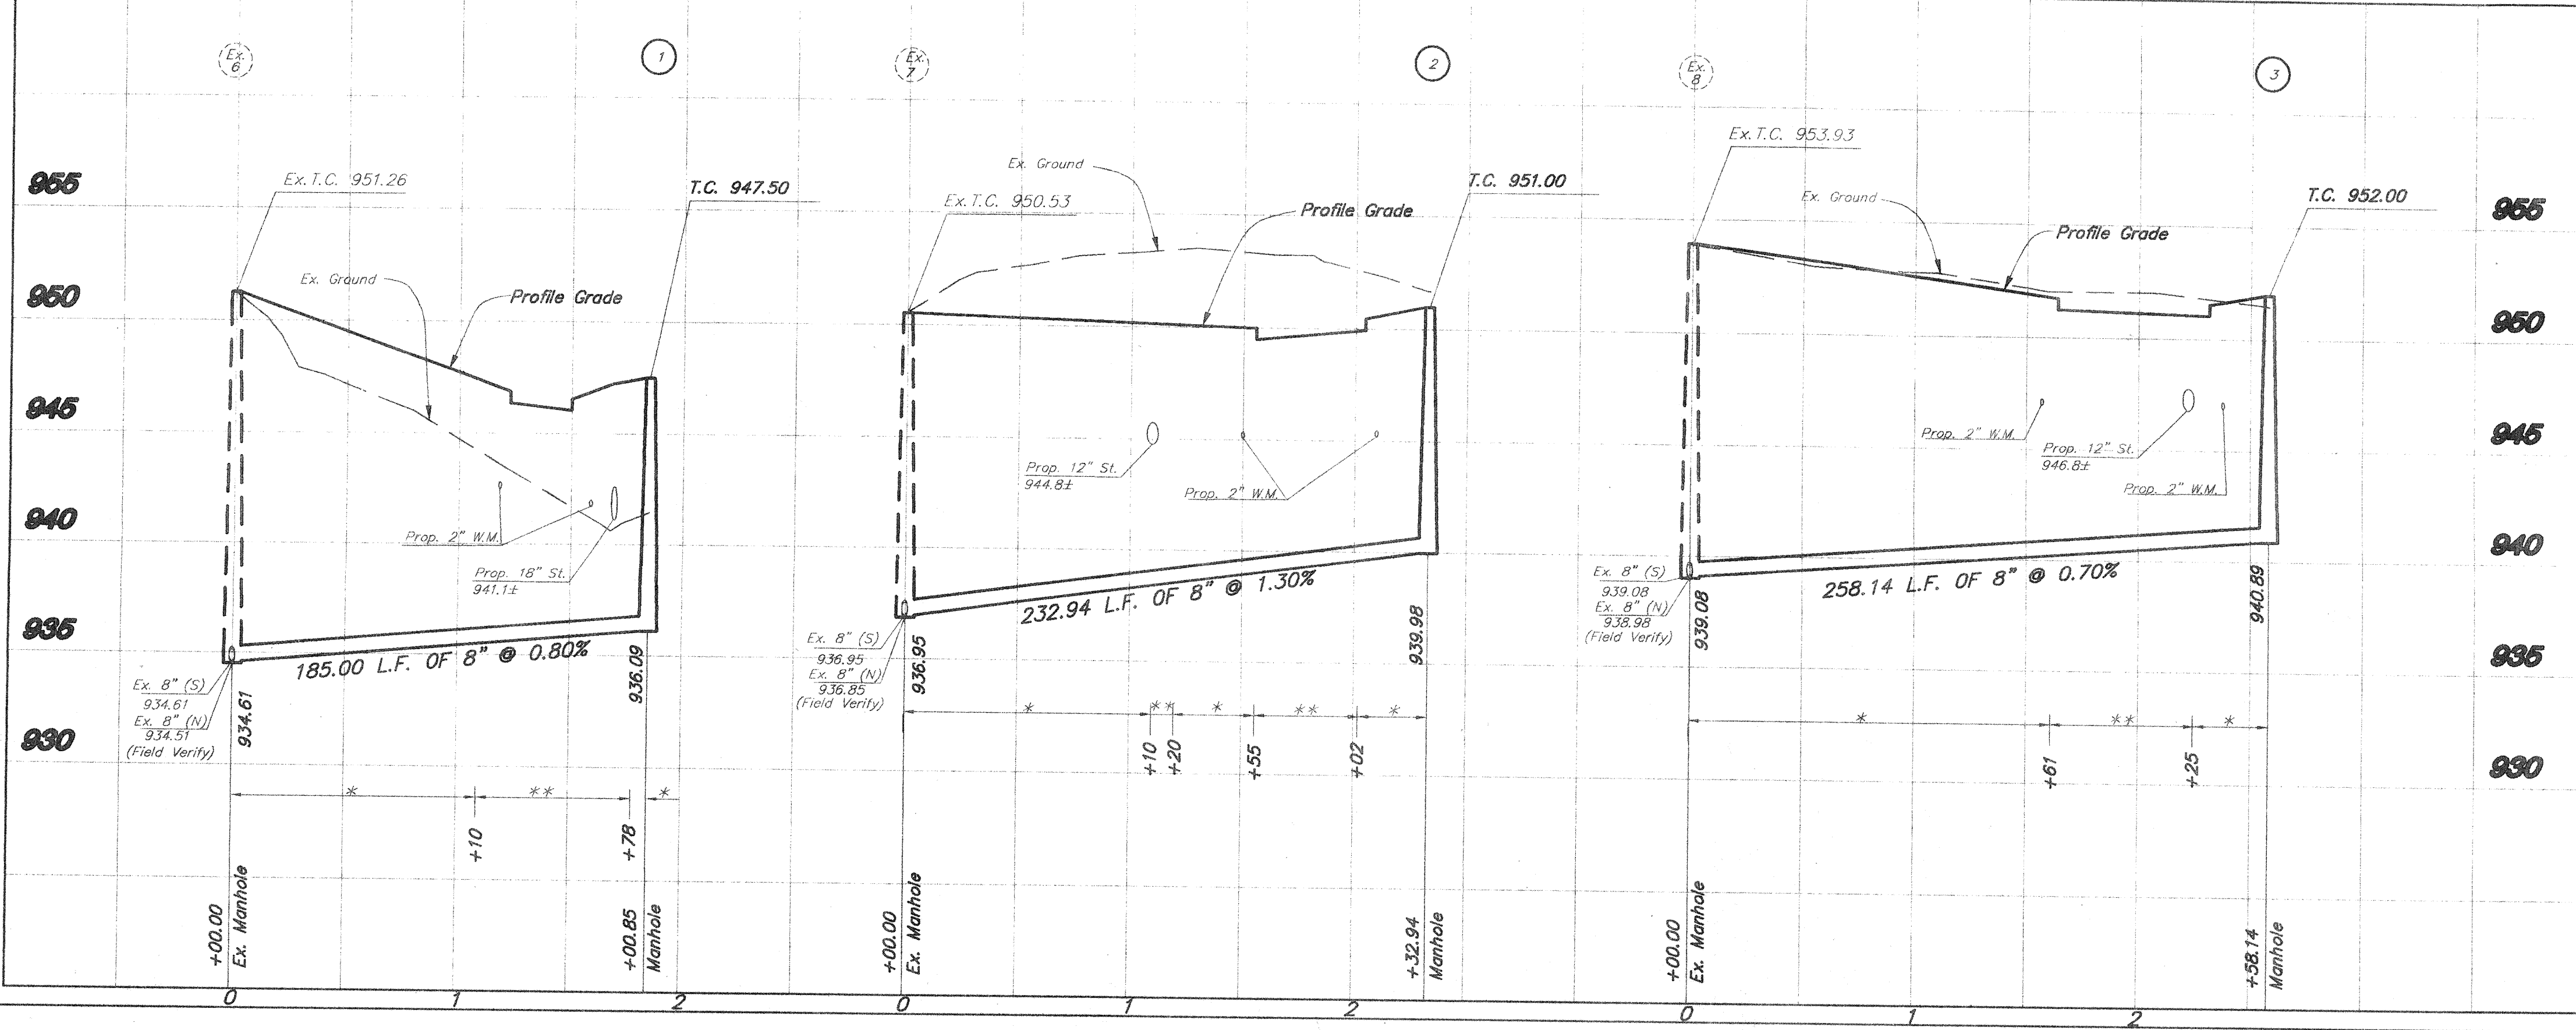 Ex. 6
1
Ex. 7
2
Ex. 8
3
955
950
945
940
935
930
Ex. T.C. 951.26
T.C. 947.50
Ex. Ground
Profile Grade
Prop. 2" W.M.
Prop. 18" St.
941.1±
185.00 L.F. OF 8" @ 0.80%
Ex. 8" (S)
934.61
Ex. 8" (N)
934.51
(Field Verify)
934.61
936.09
* ** *
+10
+78
+00.00
Ex. Manhole
+00.85
Manhole
0 1 2
Ex. T.C. 950.53
Ex. Ground
Profile Grade
T.C. 951.00
Prop. 12" St.
944.8±
Prop. 2" W.M.
232.94 L.F. OF 8" @ 1.30%
Ex. 8" (S)
936.95
Ex. 8" (N)
936.85
(Field Verify)
936.95
939.98
* ** * ** *
+10
+20
+55
+02
+00.00
Ex. Manhole
+32.94
Manhole
0 1 2
Ex. T.C. 953.93
Ex. Ground
Profile Grade
T.C. 952.00
Prop. 2" W.M.
Prop. 12" St.
946.8±
Prop. 2" W.M.
258.14 L.F. OF 8" @ 0.70%
Ex. 8" (S)
939.08
Ex. 8" (N)
938.98
(Field Verify)
939.08
940.89
* ** *
+61
+25
+00.00
Ex. Manhole
+58.14
Manhole
0 1 2
955
950
945
940
935
930